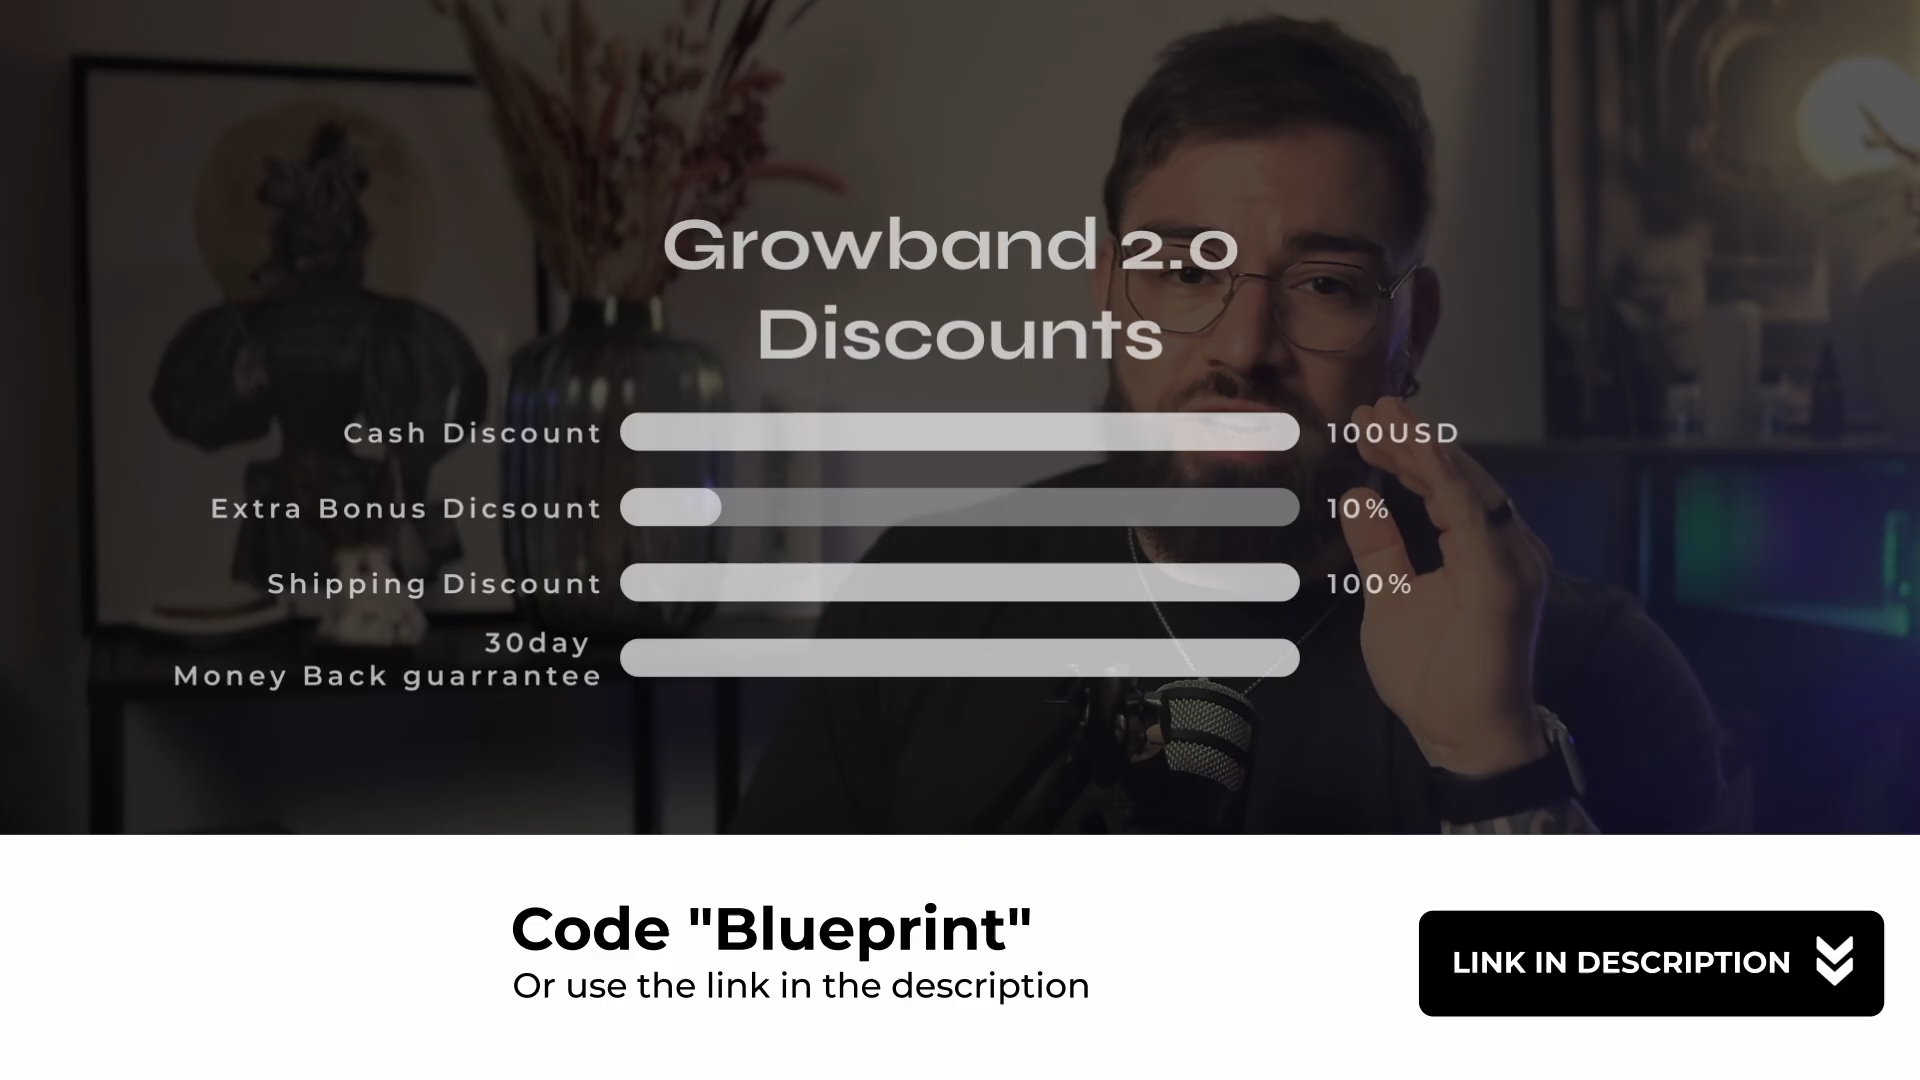 Growband 2.0
Discounts
Cash Discount 100USD
Extra Bonus Dicsount 10%
Shipping Discount 100%
30day
Money Back guarrantee
Code "Blueprint"
Or use the link in the description
LINK IN DESCRIPTION